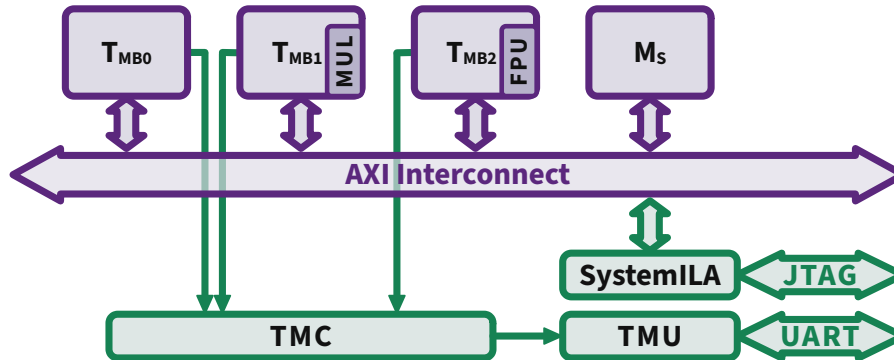 TMB0
TMB1
MUL
TMB2
FPU
MS
AXI Interconnect
SystemILA
JTAG
TMC
TMU
UART